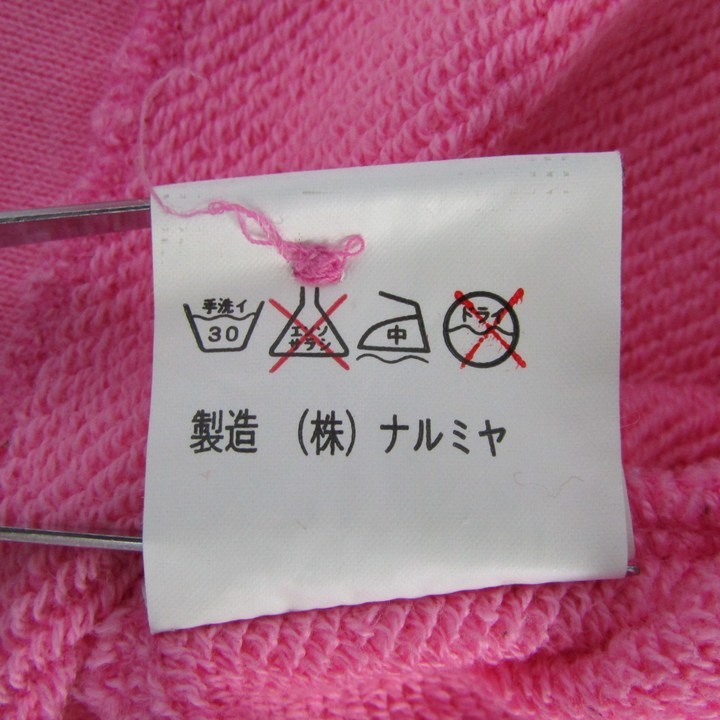 手洗イ
30
エンソ
サラシ
中
ドライ
製造 (株) ナルミヤ